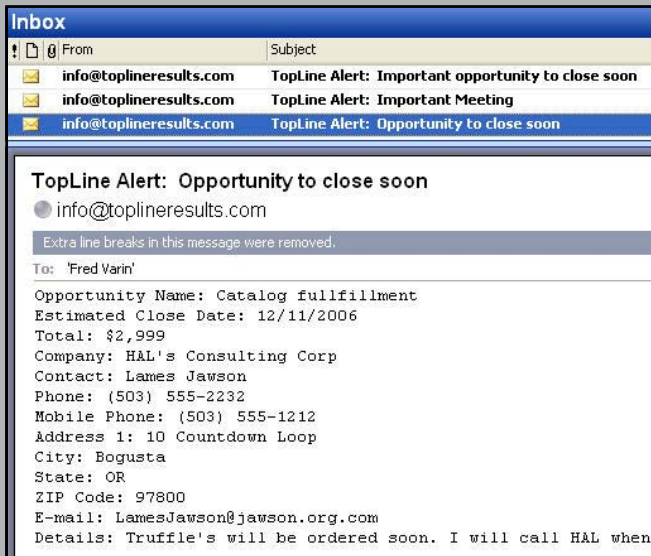 Inbox
! From Subject
info@toplineresults.com TopLine Alert: Important opportunity to close soon
info@toplineresults.com TopLine Alert: Important Meeting
info@toplineresults.com TopLine Alert: Opportunity to close soon
TopLine Alert: Opportunity to close soon
info@toplineresults.com
Extra line breaks in this message were removed.
To: 'Fred Varin'
Opportunity Name: Catalog fullfillment
Estimated Close Date: 12/11/2006
Total: $2,999
Company: HAL's Consulting Corp
Contact: Lames Jawson
Phone: (503) 555-2232
Mobile Phone: (503) 555-1212
Address 1: 10 Countdown Loop
City: Bogusta
State: OR
ZIP Code: 97800
E-mail: LamesJawson@jawson.org.com
Details: Truffle's will be ordered soon. I will call HAL when